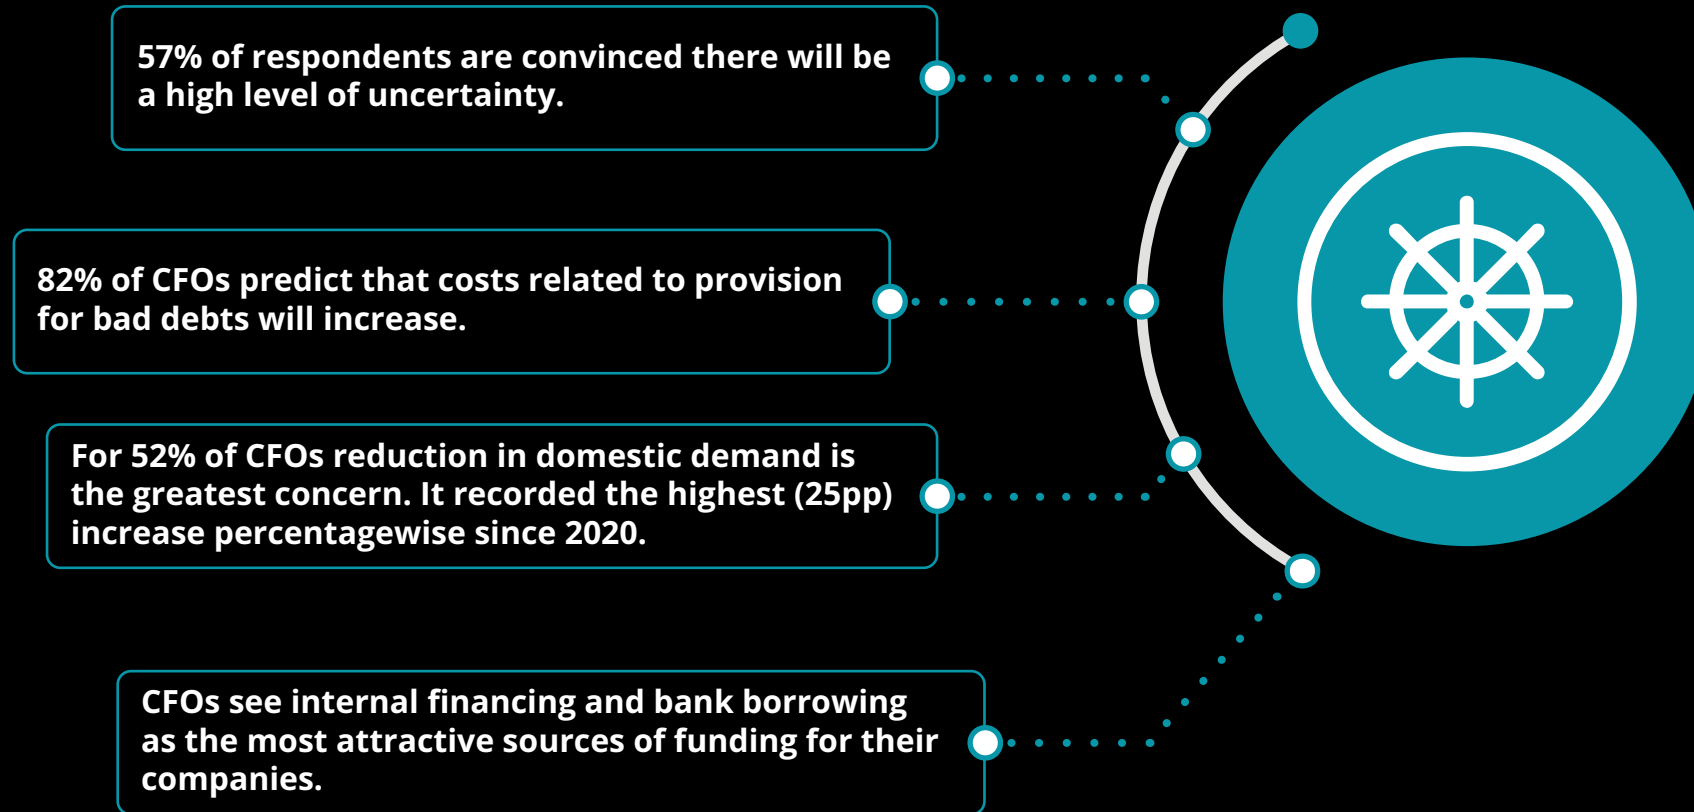 57% of respondents are convinced there will be
a high level of uncertainty.
82% of CFOs predict that costs related to provision
for bad debts will increase.
For 52% of CFOs reduction in domestic demand is
the greatest concern. It recorded the highest (25pp)
increase percentagewise since 2020.
CFOs see internal financing and bank borrowing
as the most attractive sources of funding for their
companies.